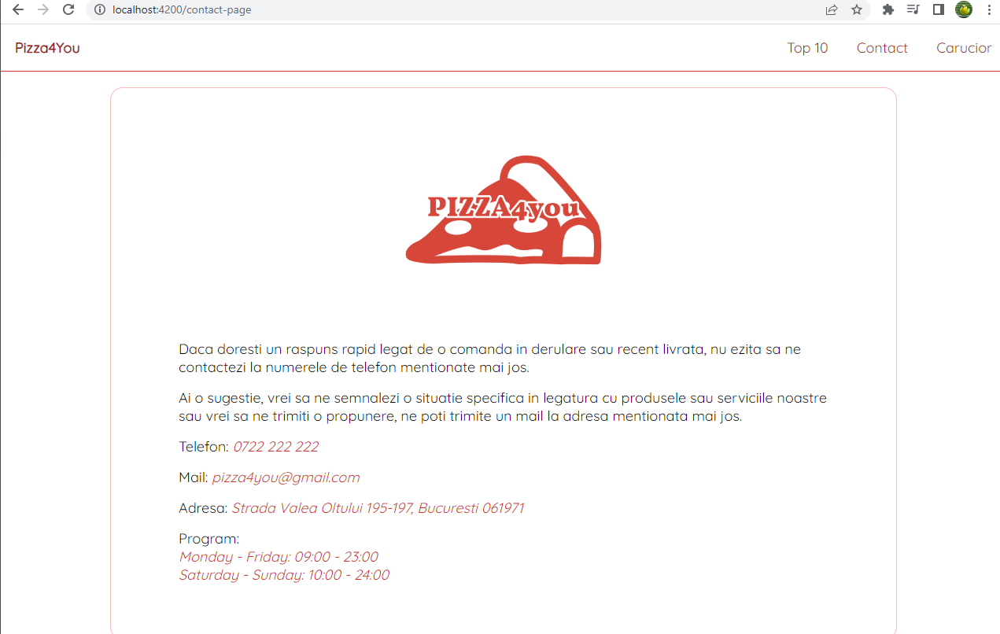 localhost:4200/contact-page
Pizza4You
Top 10
Contact
Carucior
PIZZA4you
Daca doresti un raspuns rapid legat de o comanda in derulare sau recent livrata, nu ezita sa ne
contactezi la numerele de telefon mentionate mai jos.
Ai o sugestie, vrei sa ne semnalezi o situatie specifica in legatura cu produsele sau serviciile noastre
sau vrei sa ne trimiti o propunere, ne poti trimite un mail la adresa mentionata mai jos.
Telefon: 0722 222 222
Mail: pizza4you@gmail.com
Adresa: Strada Valea Oltului 195-197, Bucuresti 061971
Program:
Monday - Friday: 09:00 - 23:00
Saturday - Sunday: 10:00 - 24:00